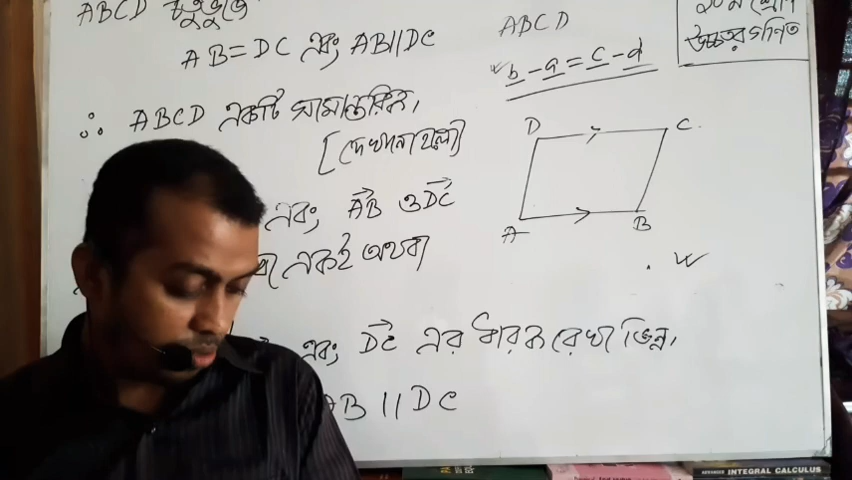 ABCD চতুর্ভুজে
AB = DC এবং AB || DC
∴ ABCD একটি সামান্তরিক,
[দেখানো হলো]
এবং AB ও DC
একই অথবা
এবং DC এর ধারক রেখা ভিন্ন,
AB || DC
ABCD
b - a = c - d
D C
A B
১০ম শ্রেণি
উচ্চতর গণিত
INTEGRAL CALCULUS